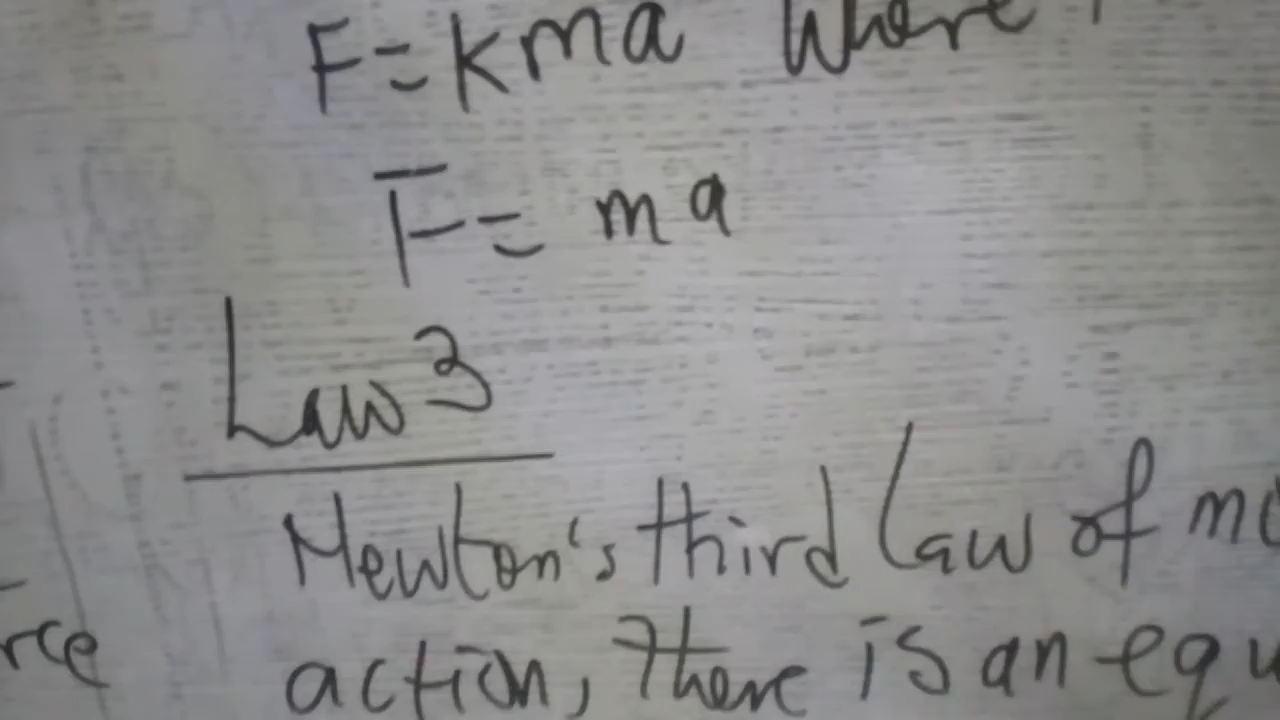 F = kma where
F = ma
Law 3
Newton's third law of
action, there is an
rce